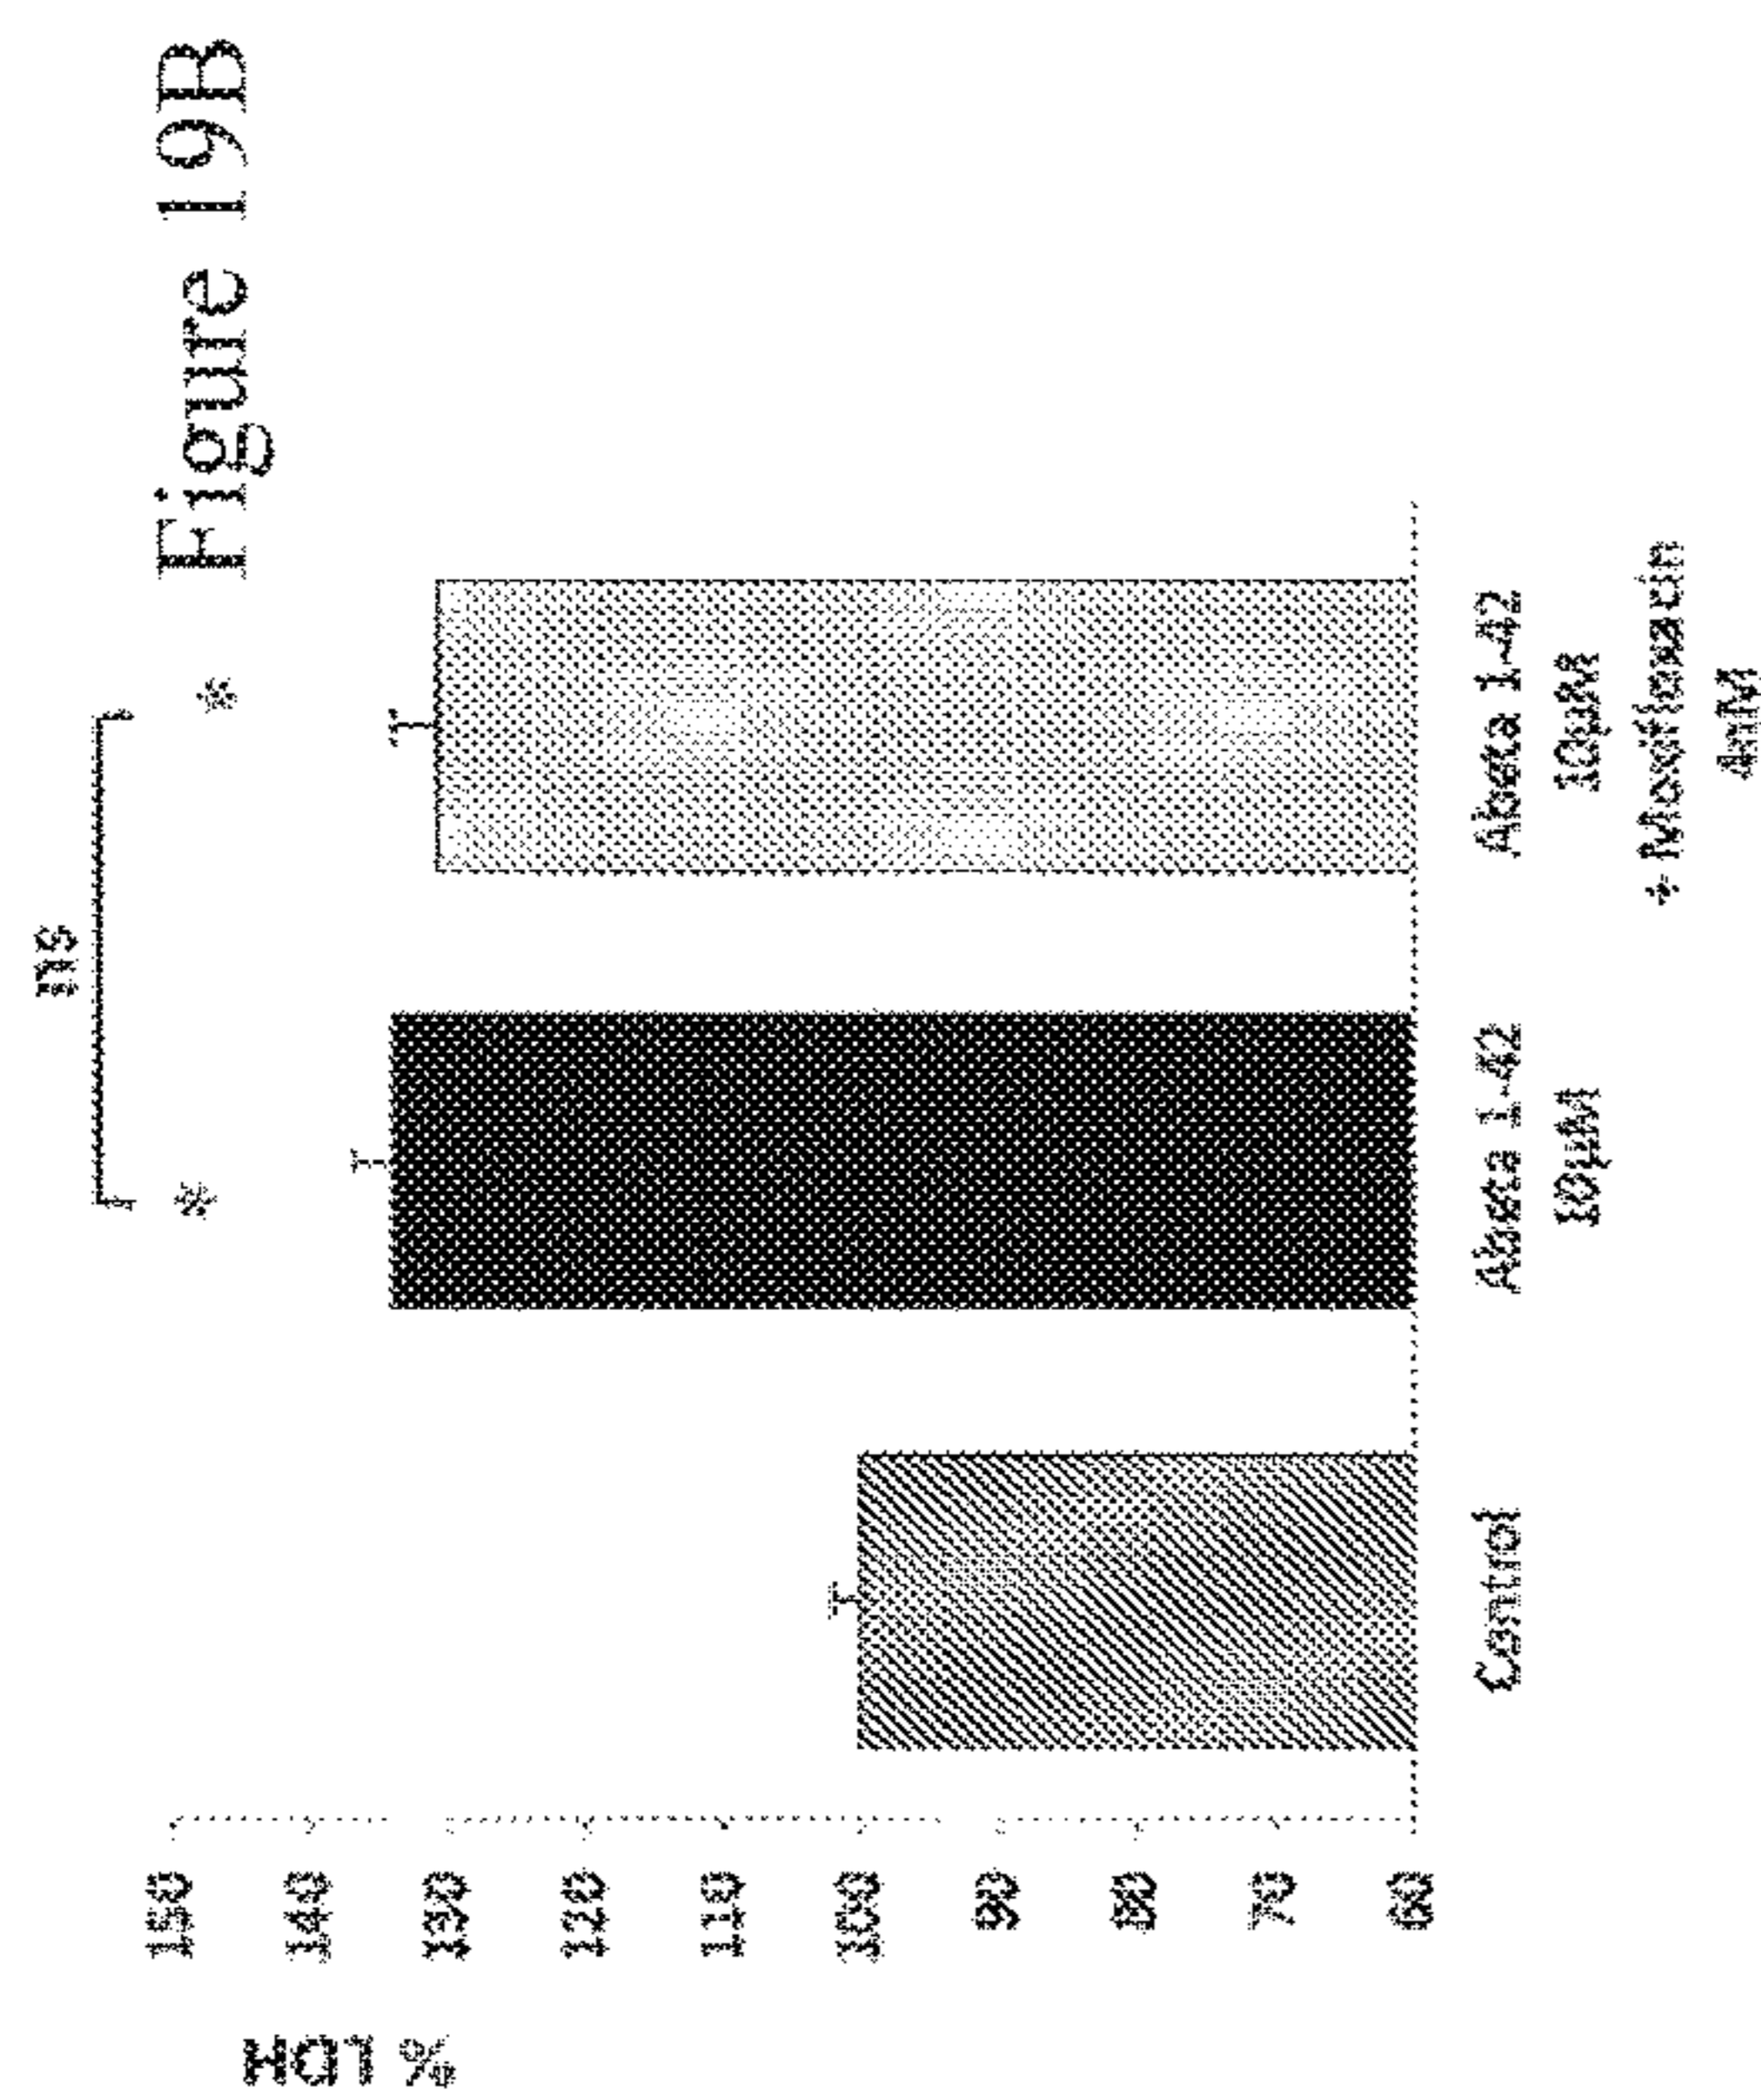 Figure 19B
ns
*
*
% LDH
150
140
130
120
110
100
90
80
70
60
Control
Abeta 1-42
10µM
Abeta 1-42
10µM
+ Moxifloxacin
4nM